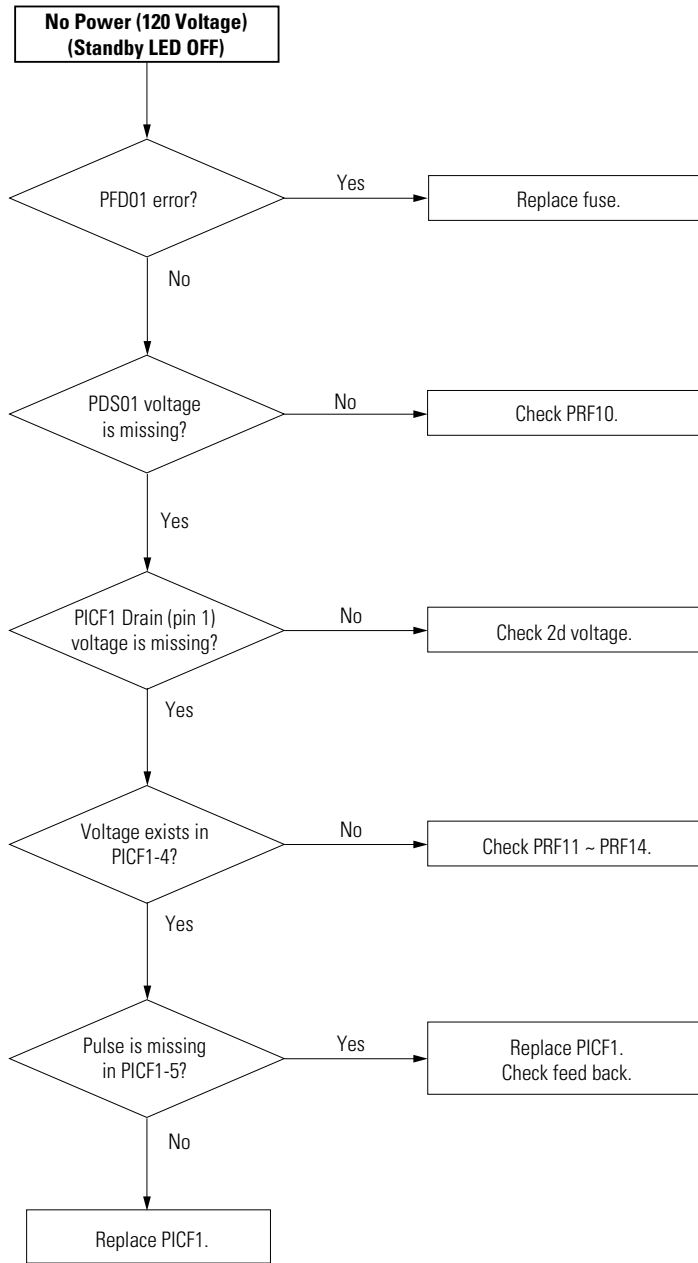 No Power (120 Voltage)
(Standby LED OFF)
PFD01 error?
Yes
Replace fuse.
No
PDS01 voltage
is missing?
No
Check PRF10.
Yes
PICF1 Drain (pin 1)
voltage is missing?
No
Check 2d voltage.
Yes
Voltage exists in
PICF1-4?
No
Check PRF11 ~ PRF14.
Yes
Pulse is missing
in PICF1-5?
Yes
Replace PICF1.
Check feed back.
No
Replace PICF1.